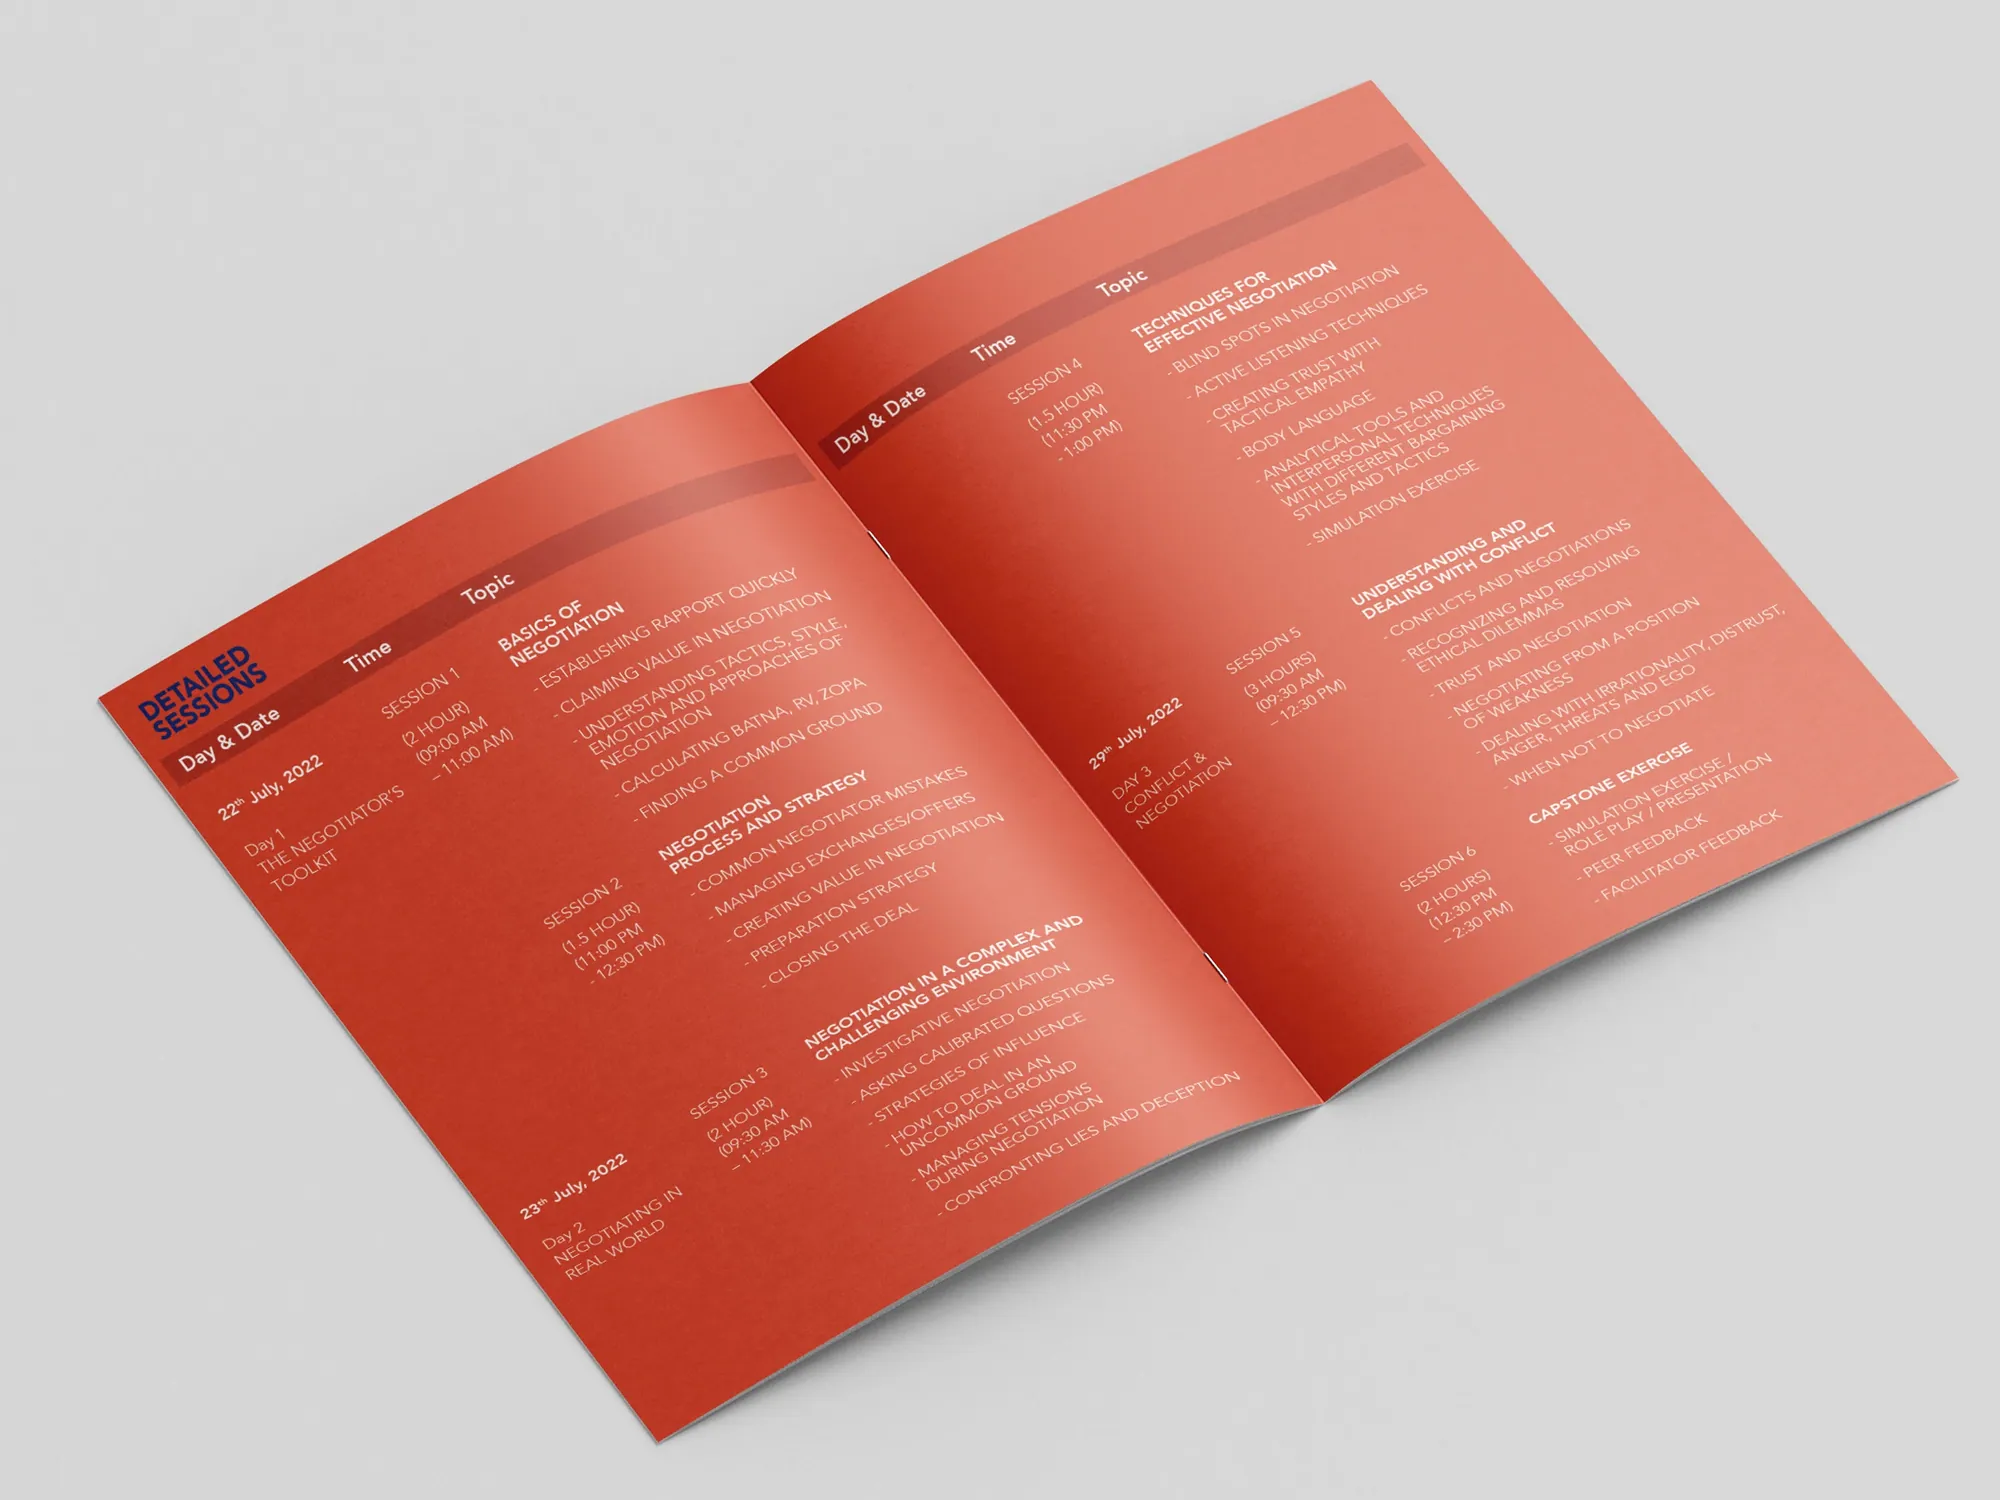 DETAILED
SESSIONS
Day & Date
Time
Topic
22th July, 2022
Day 1
THE NEGOTIATOR'S
TOOLKIT
SESSION 1
(2 HOUR)
(09:00 AM
– 11:00 AM)
BASICS OF
NEGOTIATION
- ESTABLISHING RAPPORT QUICKLY
- CLAIMING VALUE IN NEGOTIATION
- UNDERSTANDING TACTICS, STYLE,
EMOTION AND APPROACHES OF
NEGOTIATION
- CALCULATING BATNA, RV, ZOPA
- FINDING A COMMON GROUND
SESSION 2
(1.5 HOUR)
(11:00 PM
- 12:30 PM)
NEGOTIATION
PROCESS AND STRATEGY
- COMMON NEGOTIATOR MISTAKES
- MANAGING EXCHANGES/OFFERS
- CREATING VALUE IN NEGOTIATION
- PREPARATION STRATEGY
- CLOSING THE DEAL
23th July, 2022
Day 2
NEGOTIATING IN
REAL WORLD
SESSION 3
(2 HOUR)
(09:30 AM
– 11:30 AM)
NEGOTIATION IN A COMPLEX AND
CHALLENGING ENVIRONMENT
- INVESTIGATIVE NEGOTIATION
- ASKING CALIBRATED QUESTIONS
- STRATEGIES OF INFLUENCE
- HOW TO DEAL IN AN
UNCOMMON GROUND
- MANAGING TENSIONS
DURING NEGOTIATION
- CONFRONTING LIES AND DECEPTION
Day & Date
Time
Topic
SESSION 4
(1.5 HOUR)
(11:30 PM
- 1:00 PM)
TECHNIQUES FOR
EFFECTIVE NEGOTIATION
- BLIND SPOTS IN NEGOTIATION
- ACTIVE LISTENING TECHNIQUES
- CREATING TRUST WITH
TACTICAL EMPATHY
- BODY LANGUAGE
- ANALYTICAL TOOLS AND
INTERPERSONAL TECHNIQUES
WITH DIFFERENT BARGAINING
STYLES AND TACTICS
- SIMULATION EXERCISE
29th July, 2022
DAY 3
CONFLICT &
NEGOTIATION
SESSION 5
(3 HOURS)
(09:30 AM
– 12:30 PM)
UNDERSTANDING AND
DEALING WITH CONFLICT
- CONFLICTS AND NEGOTIATIONS
- RECOGNIZING AND RESOLVING
ETHICAL DILEMMAS
- TRUST AND NEGOTIATION
- NEGOTIATING FROM A POSITION
OF WEAKNESS
- DEALING WITH IRRATIONALITY, DISTRUST,
ANGER, THREATS AND EGO
- WHEN NOT TO NEGOTIATE
SESSION 6
(2 HOURS)
(12:30 PM
– 2:30 PM)
CAPSTONE EXERCISE
- SIMULATION EXERCISE /
ROLE PLAY / PRESENTATION
- PEER FEEDBACK
- FACILITATOR FEEDBACK